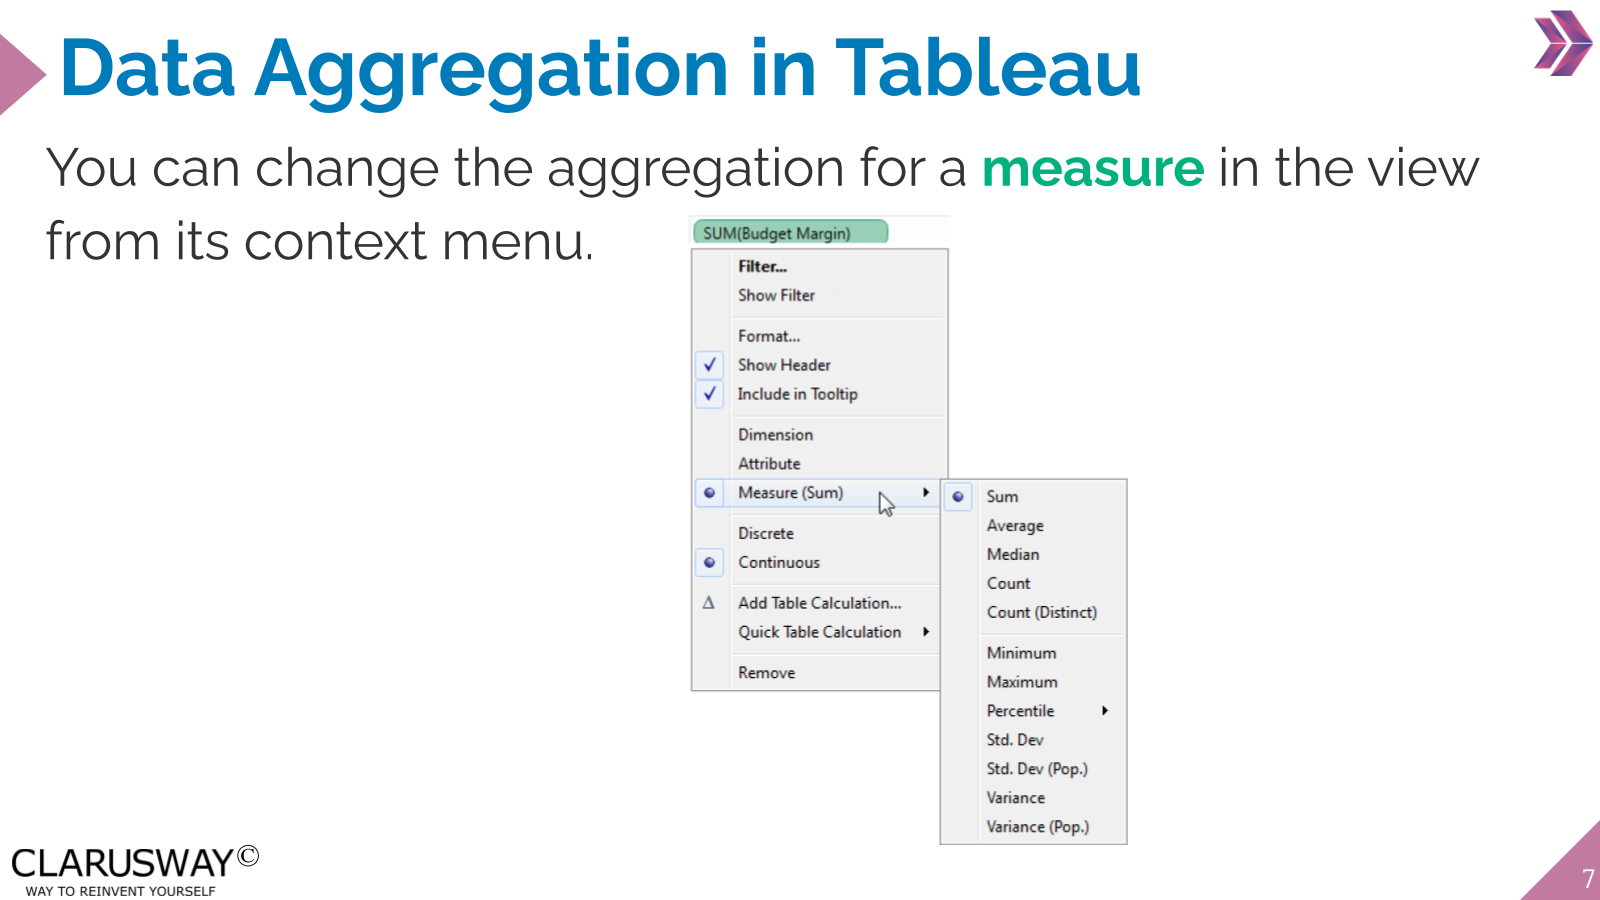 Data Aggregation in Tableau
You can change the aggregation for a measure in the view
from its context menu.
SUM(Budget Margin)
Filter...
Show Filter
Format...
Show Header
Include in Tooltip
Dimension
Attribute
Measure (Sum)
Discrete
Continuous
Δ Add Table Calculation...
Quick Table Calculation
Remove
Sum
Average
Median
Count
Count (Distinct)
Minimum
Maximum
Percentile
Std. Dev
Std. Dev (Pop.)
Variance
Variance (Pop.)
CLARUSWAY©
WAY TO REINVENT YOURSELF
7